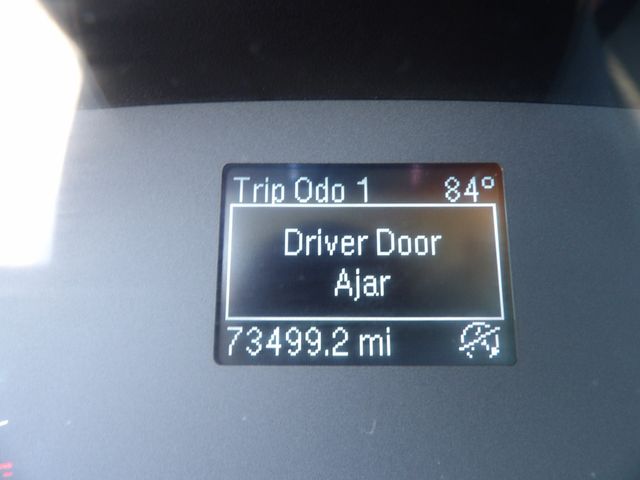 Trip Odo 1 84°
Driver Door
Ajar
73499.2 mi